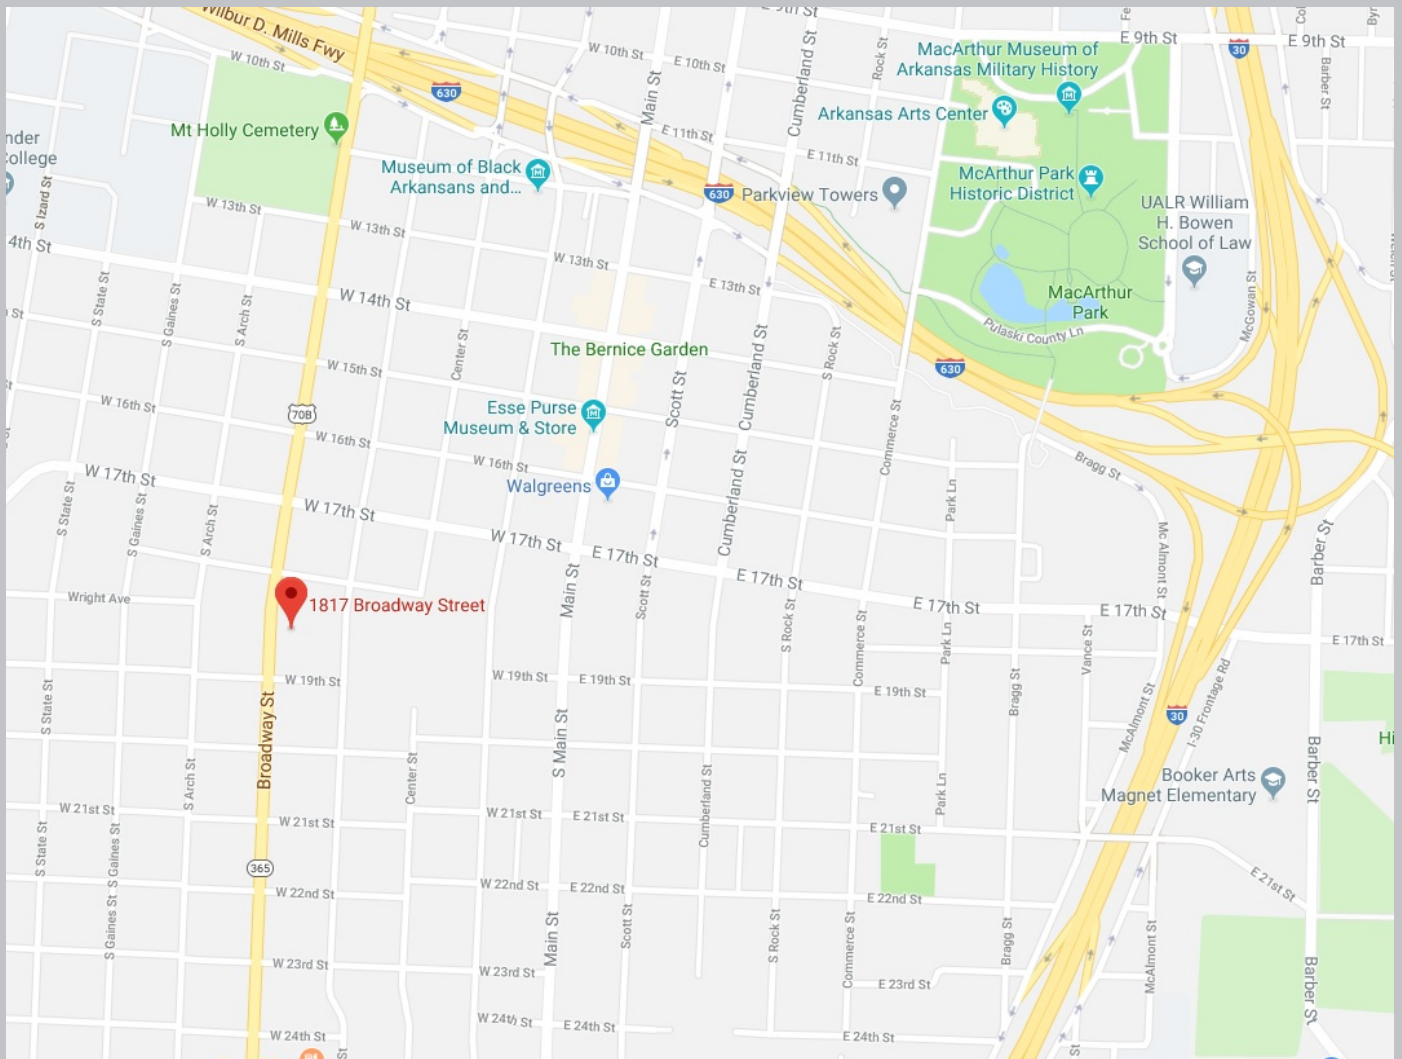 Wilbur D. Mills Fwy
W 10th St
W 10th St
E 10th St
Main St
Cumberland St
Rock St
MacArthur Museum of
Arkansas Military History
E 9th St
30
E 9th St
Barber St
630
Mt Holly Cemetery
E 11th St
E 11th St
Arkansas Arts Center
Museum of Black
Arkansans and...
630
Parkview Towers
McArthur Park
Historic District
UALR William
H. Bowen
School of Law
S Izard St
W 13th St
W 13th St
W 13th St
E 13th St
4th St
S State St
S Gaines St
S Arch St
W 14th St
Center St
The Bernice Garden
Cumberland St
S Rock St
MacArthur
Park
Pulaski County Ln
McGowan St
630
W 15th St
W 16th St
70B
W 16th St
Esse Purse
Museum & Store
Scott St
Commerce St
W 16th St
Walgreens
Cumberland St
Park Ln
Bragg St
W 17th St
W 17th St
W 17th St
E 17th St
E 17th St
E 17th St
E 17th St
E 17th St
S State St
S Gaines St
S Arch St
Mc Almont St
Barber St
Wright Ave
1817 Broadway Street
Main St
Scott St
S Rock St
Commerce St
Park Ln
Vance St
W 19th St
W 19th St
E 19th St
E 19th St
S State St
Broadway St
S Main St
Bragg St
McAlmont St
30
I-30 Frontage Rd
Barber St
Booker Arts
Magnet Elementary
S Arch St
Center St
Cumberland St
Park Ln
W 21st St
W 21st St
W 21st St
E 21st St
E 21st St
E 21st St
S State St
S Gaines St
365
W 22nd St
W 22nd St
E 22nd St
E 22nd St
S Gaines St
Main St
Scott St
S Rock St
Commerce St
Bragg St
McAlmont St
Barber St
W 23rd St
W 23rd St
E 23rd St
W 24th St
W 24th St
E 24th St
E 24th St